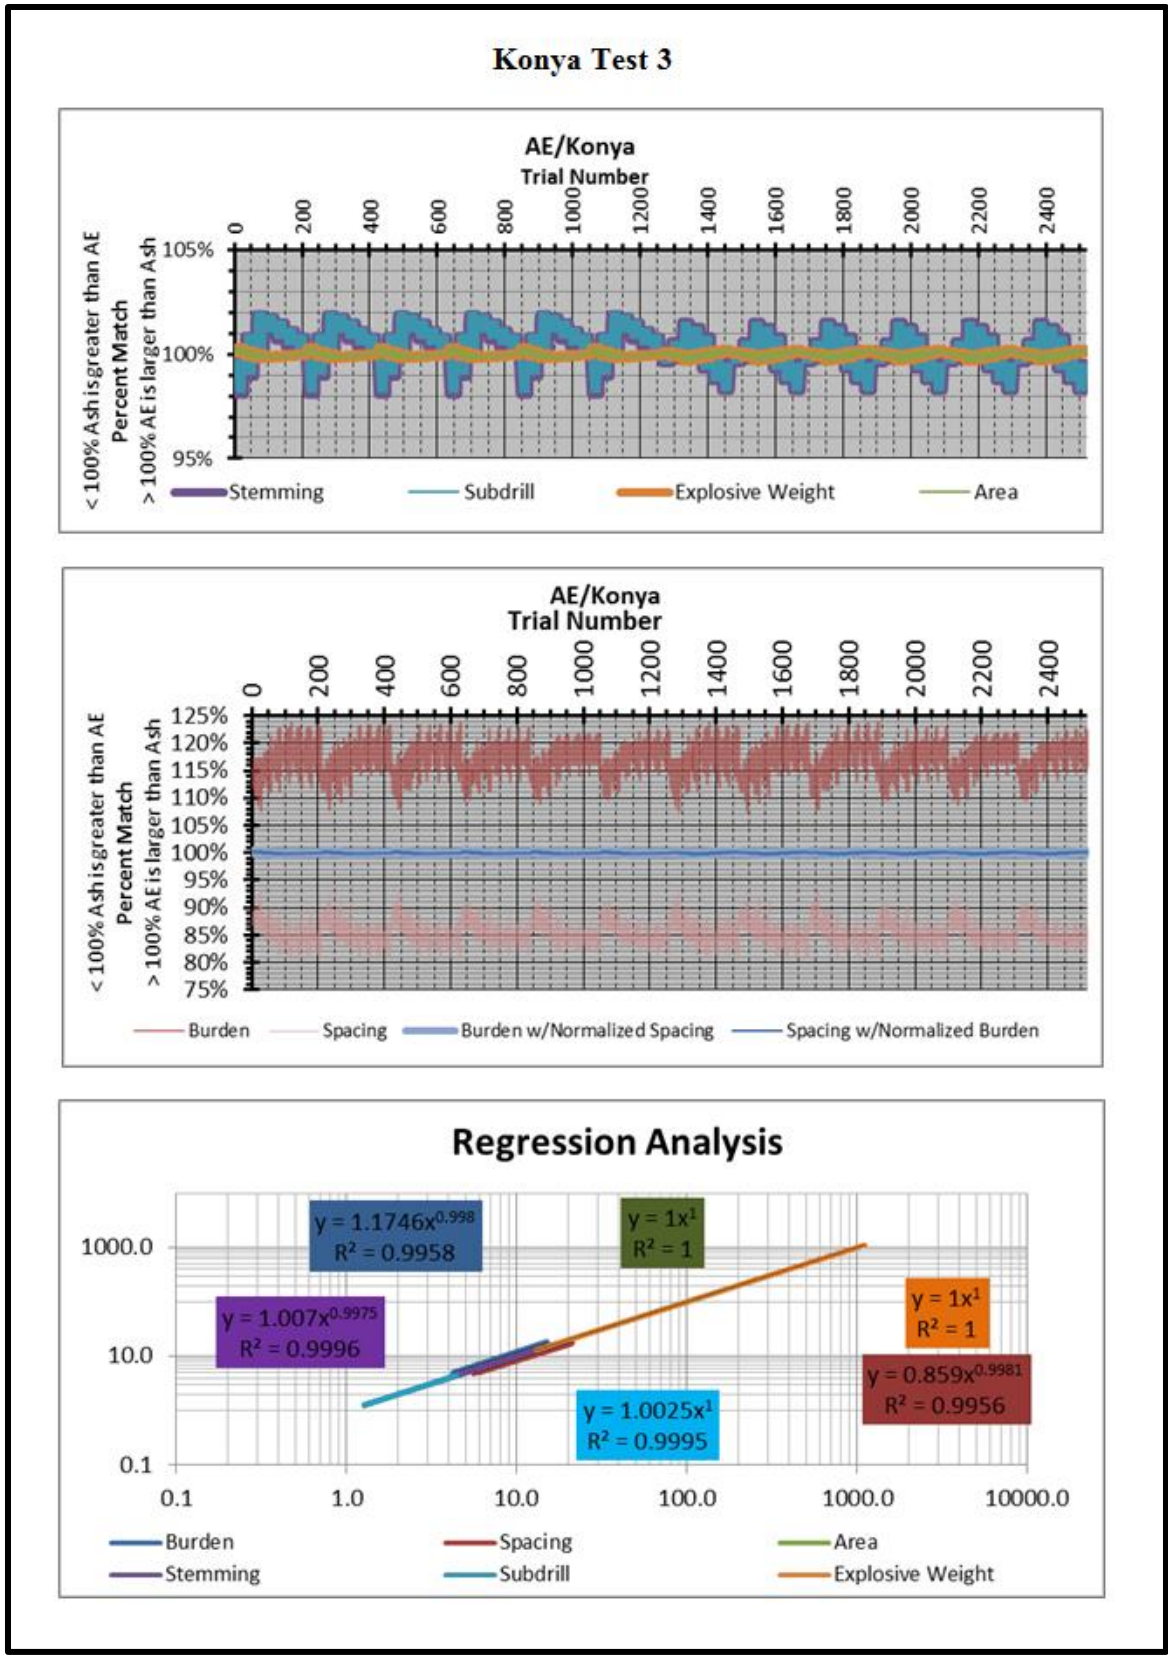 Konya Test 3
AE/Konya
Trial Number
0 200 400 600 800 1000 1200 1400 1600 1800 2000 2200 2400
< 100% Ash is greater than AE
Percent Match
> 100% AE is larger than Ash
105%
100%
95%
Stemming Subdrill Explosive Weight Area
AE/Konya
Trial Number
0 200 400 600 800 1000 1200 1400 1600 1800 2000 2200 2400
< 100% Ash is greater than AE
Percent Match
> 100% AE is larger than Ash
125%
120%
115%
110%
105%
100%
95%
90%
85%
80%
75%
Burden Spacing Burden w/Normalized Spacing Spacing w/Normalized Burden
Regression Analysis
y = 1.1746x^0.998
R² = 0.9958
y = 1x^1
R² = 1
y = 1.007x^0.9975
R² = 0.9996
y = 1x^1
R² = 1
y = 0.859x^0.9981
R² = 0.9956
y = 1.0025x^1
R² = 0.9995
1000.0
10.0
0.1
0.1 1.0 10.0 100.0 1000.0 10000.0
Burden Spacing Area
Stemming Subdrill Explosive Weight